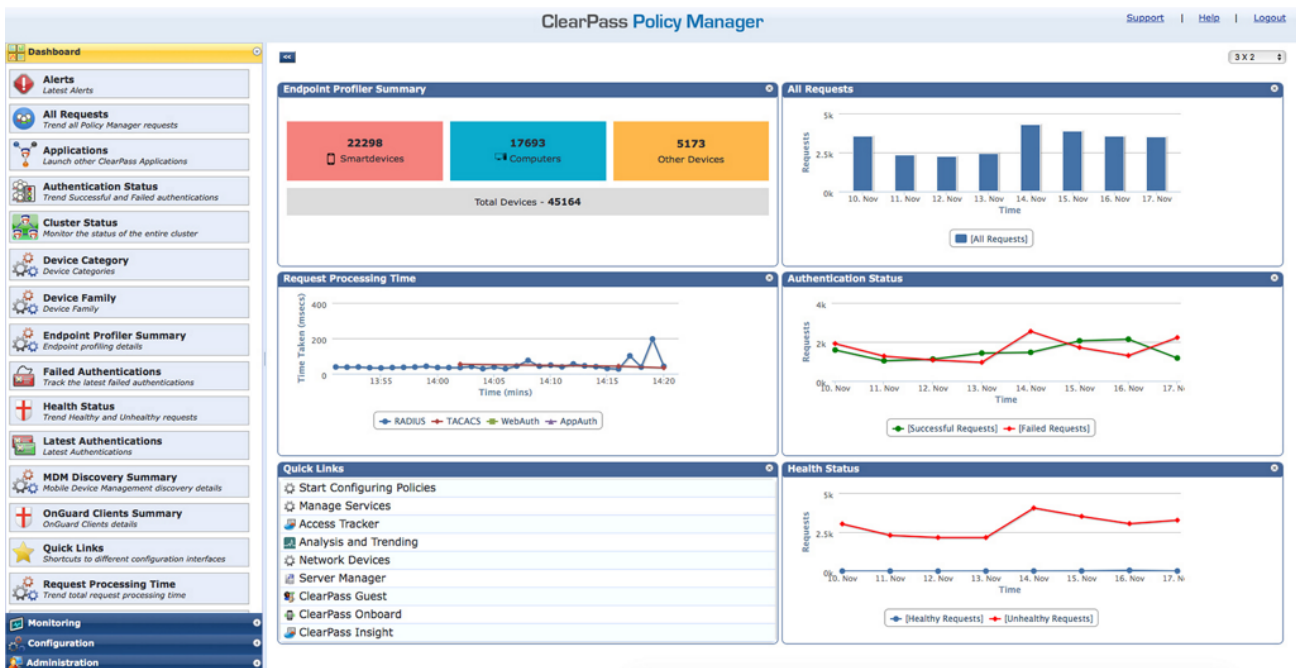 ClearPass Policy Manager
Support | Help | Logout
Dashboard
Alerts
Latest Alerts
All Requests
Trend all Policy Manager requests
Applications
Launch other ClearPass Applications
Authentication Status
Trend Successful and Failed authentications
Cluster Status
Monitor the status of the entire cluster
Device Category
Device Categories
Device Family
Device Family
Endpoint Profiler Summary
Endpoint profiling details
Failed Authentications
Track the latest failed authentications
Health Status
Trend Healthy and Unhealthy requests
Latest Authentications
Latest Authentications
MDM Discovery Summary
Mobile Device Management discovery details
OnGuard Clients Summary
OnGuard Clients details
Quick Links
Shortcuts to different configuration interfaces
Request Processing Time
Trend total request processing time
Monitoring
Configuration
Administration
<<
3 X 2
Endpoint Profiler Summary
22298
Smartdevices
17693
Computers
5173
Other Devices
Total Devices - 45164
All Requests
Requests
5k
2.5k
0k
10. Nov 11. Nov 12. Nov 13. Nov 14. Nov 15. Nov 16. Nov 17. Nov
Time
[All Requests]
Request Processing Time
Time Taken (msecs)
400
200
0
13:55 14:00 14:05 14:10 14:15 14:20
Time (mins)
RADIUS TACACS WebAuth AppAuth
Authentication Status
Requests
4k
2k
0k
10. Nov 11. Nov 12. Nov 13. Nov 14. Nov 15. Nov 16. Nov 17. N
Time
[Successful Requests] [Failed Requests]
Quick Links
Start Configuring Policies
Manage Services
Access Tracker
Analysis and Trending
Network Devices
Server Manager
ClearPass Guest
ClearPass Onboard
ClearPass Insight
Health Status
Requests
5k
2.5k
0k
10. Nov 11. Nov 12. Nov 13. Nov 14. Nov 15. Nov 16. Nov 17. N
Time
[Healthy Requests] [Unhealthy Requests]